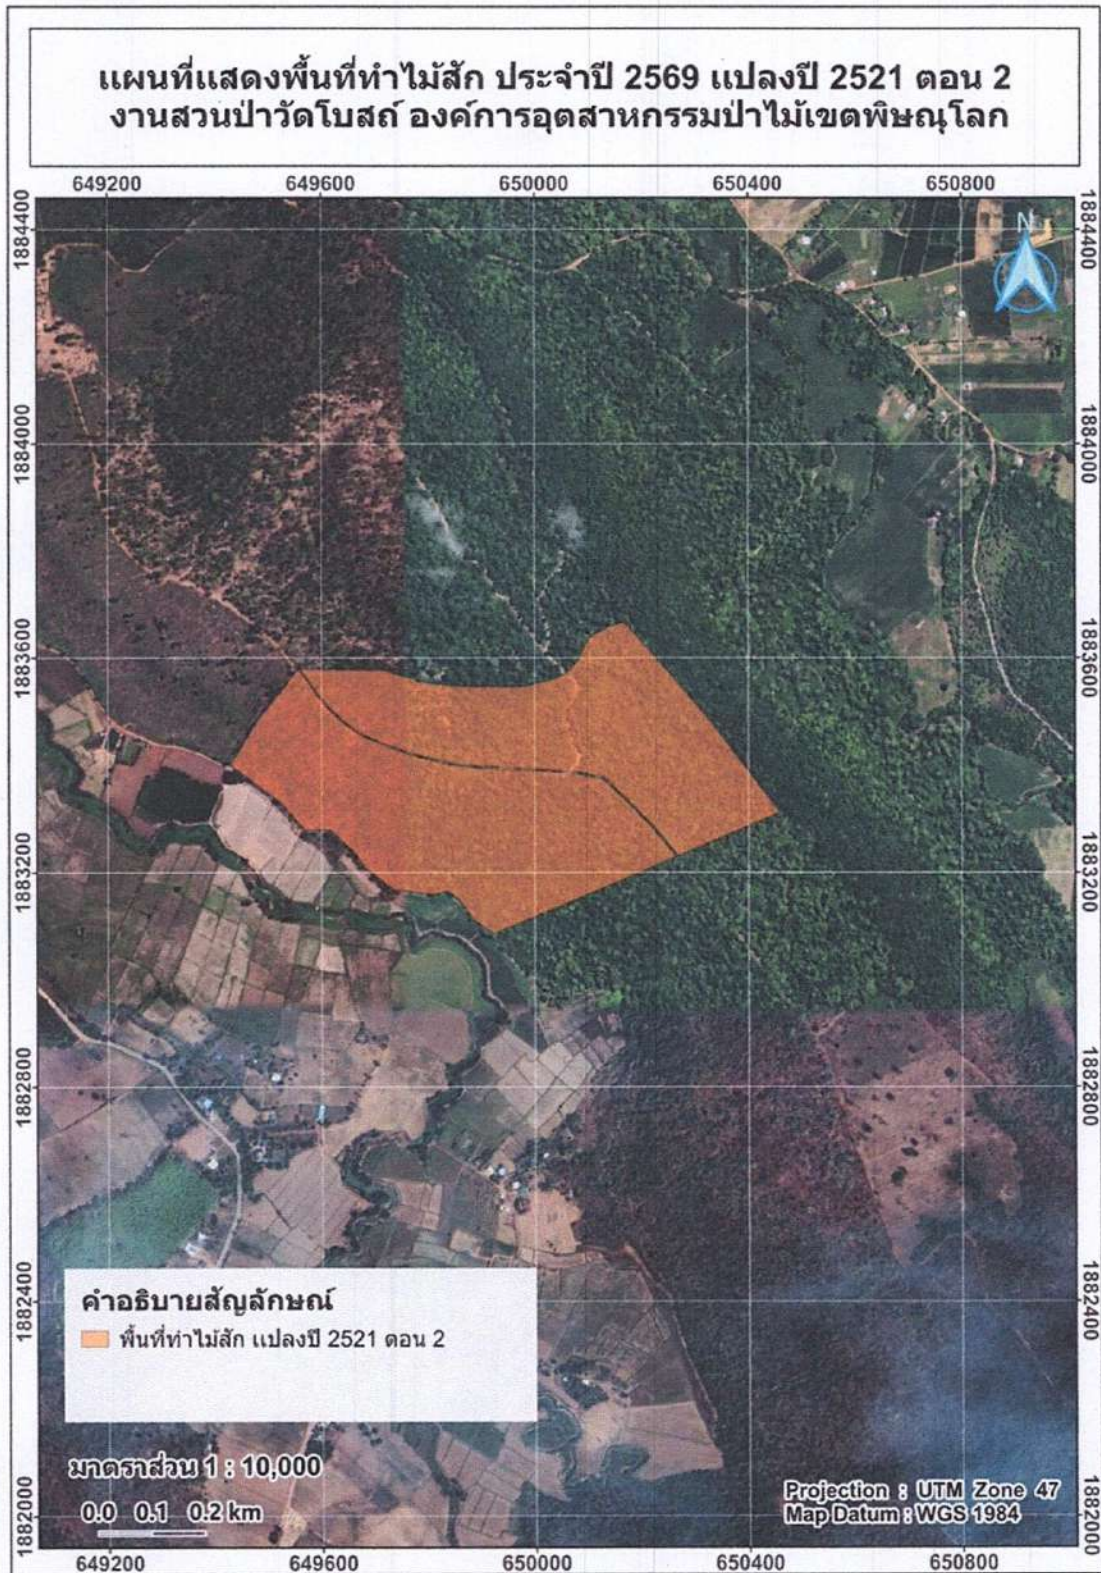 แผนที่แสดงพื้นที่ทำไม้สัก ประจำปี 2569 แปลงปี 2521 ตอน 2
งานสวนป่าวัดโบสถ์ องค์การอุตสาหกรรมป่าไม้เขตพิษณุโลก
649200 649600 650000 650400 650800
1884400 1884400
N
1884000 1884000
1883600 1883600
1883200 1883200
1882800 1882800
1882400 1882400
คำอธิบายสัญลักษณ์
พื้นที่ทำไม้สัก แปลงปี 2521 ตอน 2
มาตราส่วน 1 : 10,000
0.0 0.1 0.2 km
Projection : UTM Zone 47
Map Datum : WGS 1984
1882000 1882000
649200 649600 650000 650400 650800